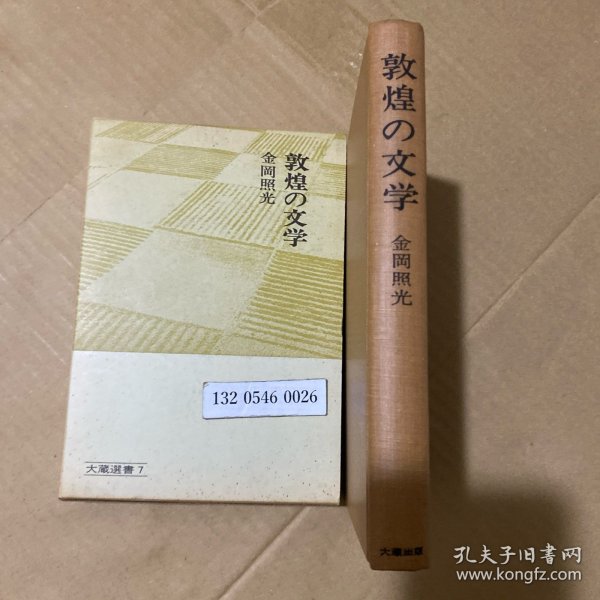 敦煌の文学
金岡照光
132 0546 0026
大蔵選書 7
敦煌の文学
金岡照光
大蔵出版
孔夫子旧书网
www.kongfz.com